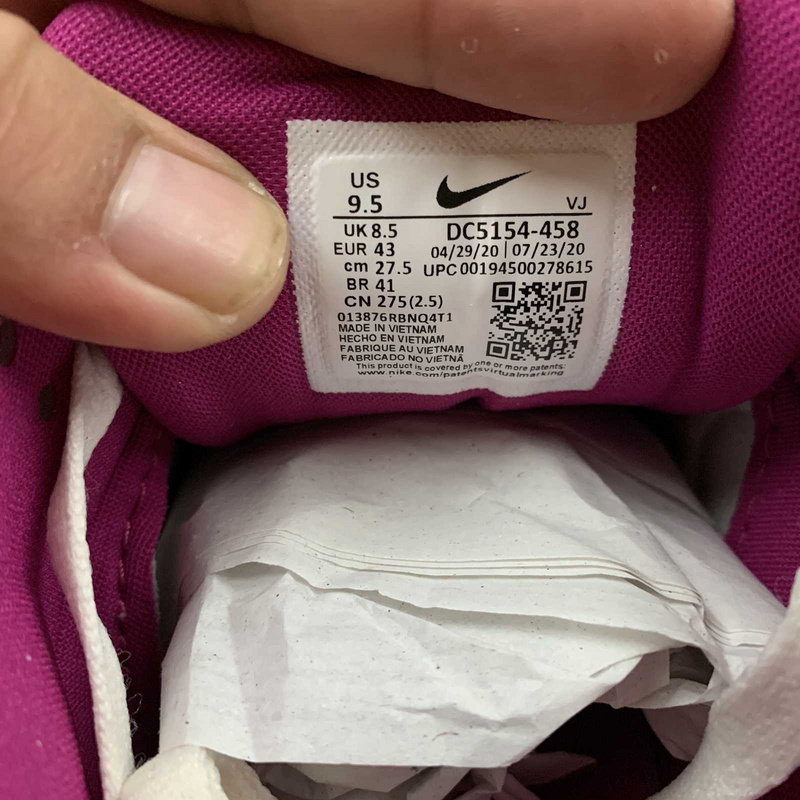 US
9.5
VJ
UK 8.5
DC5154-458
EUR 43
04/29/20 | 07/23/20
cm 27.5
UPC 00194500278615
BR 41
CN 275(2.5)
013876RBNQ4T1
MADE IN VIETNAM
HECHO EN VIETNAM
FABRIQUE AU VIETNAM
FABRICADO NO VIETNÃ
This product is covered by one or more patents:
www.nike.com/patentsvirtualmarking